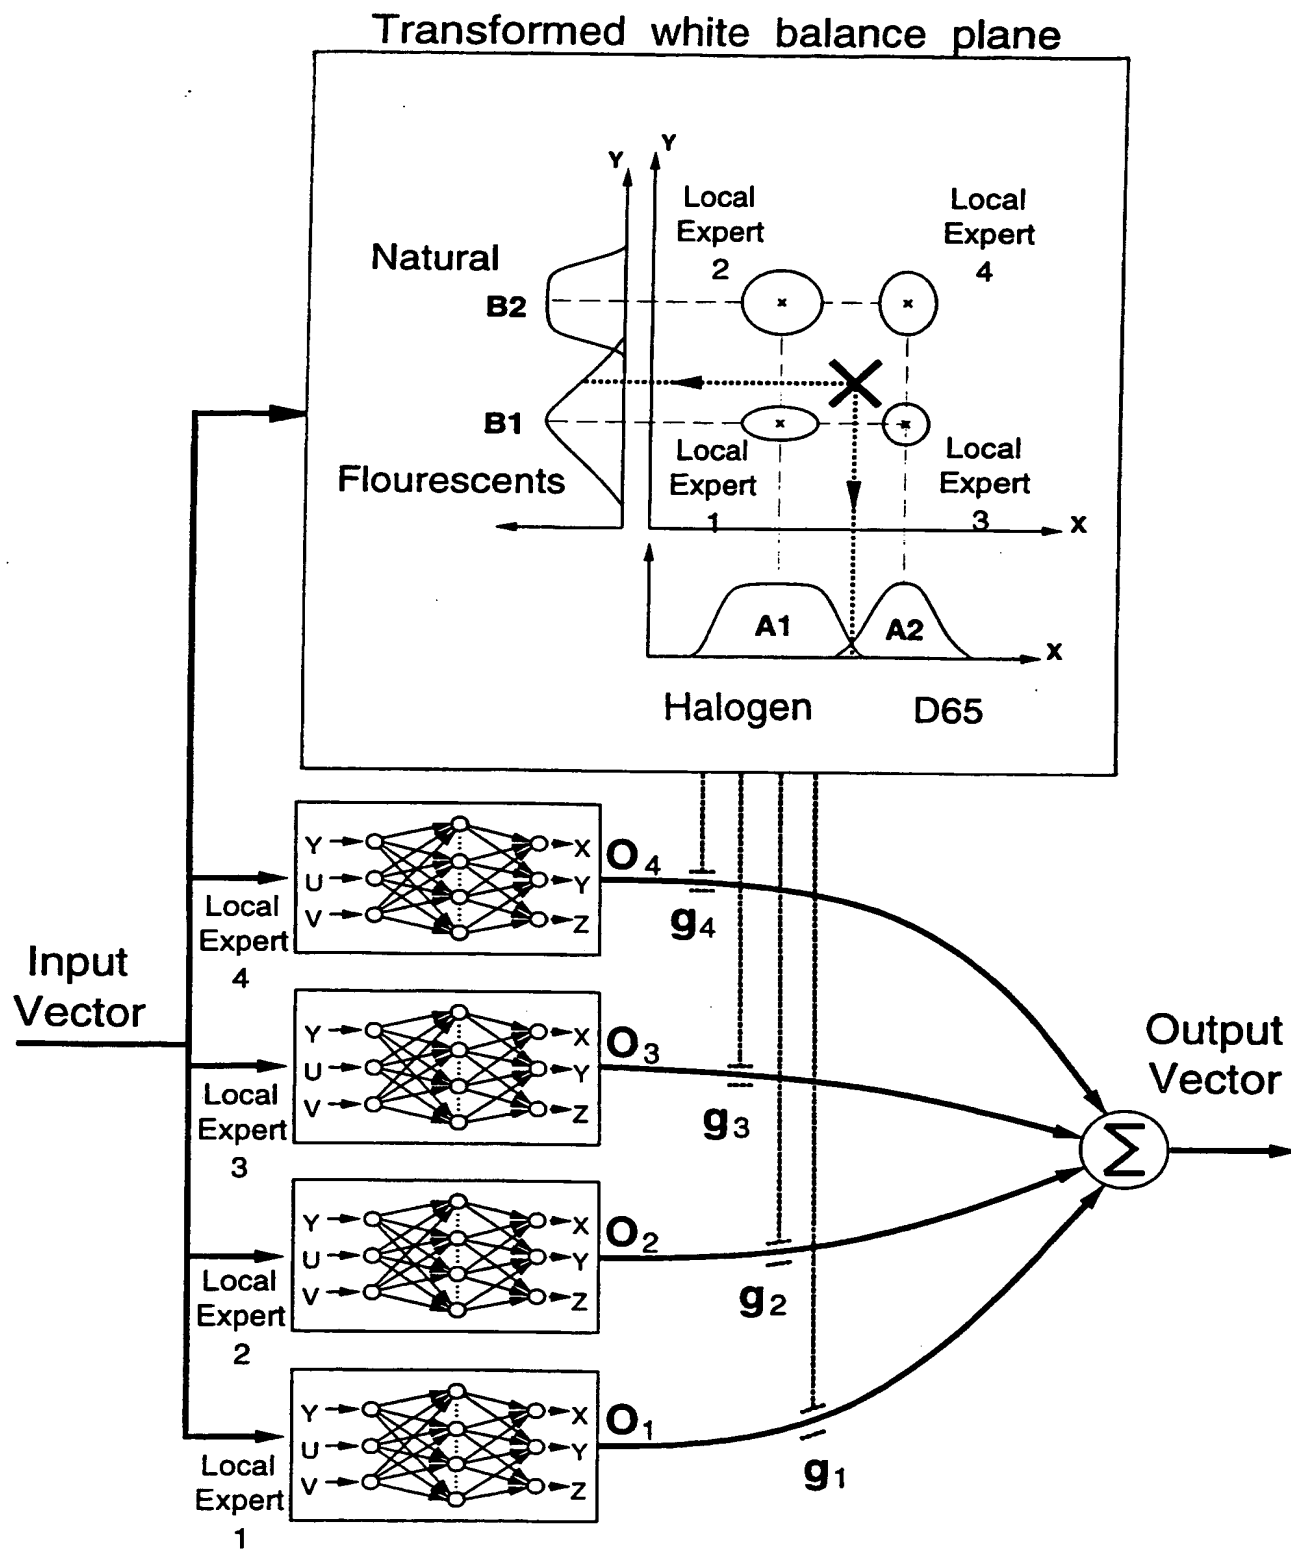 Transformed white balance plane
Y
Y
Local
Expert
2
Local
Expert
4
Natural
B2
B1
Flourescents
Local
Expert
1
Local
Expert
3
X
A1
A2
X
Halogen
D65
Input
Vector
Local
Expert
4
Y
U
V
X
Y
Z
O4
g4
Local
Expert
3
Y
U
V
X
Y
Z
O3
g3
Local
Expert
2
Y
U
V
X
Y
Z
O2
g2
Local
Expert
1
Y
U
V
X
Y
Z
O1
g1
Σ
Output
Vector